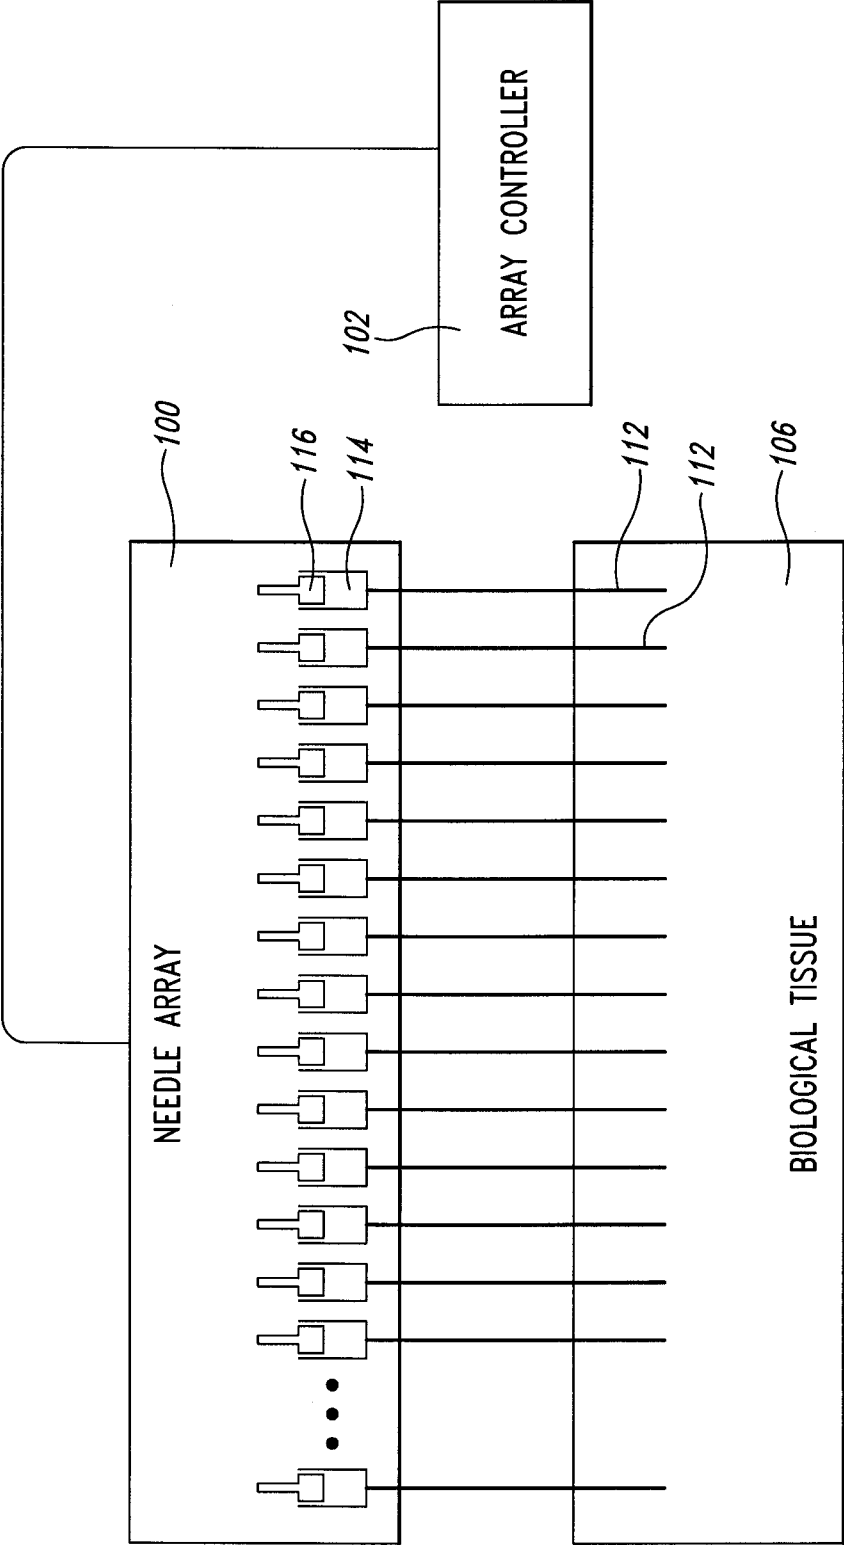 ARRAY CONTROLLER
102
100
116
114
112
112
106
NEEDLE ARRAY
BIOLOGICAL TISSUE